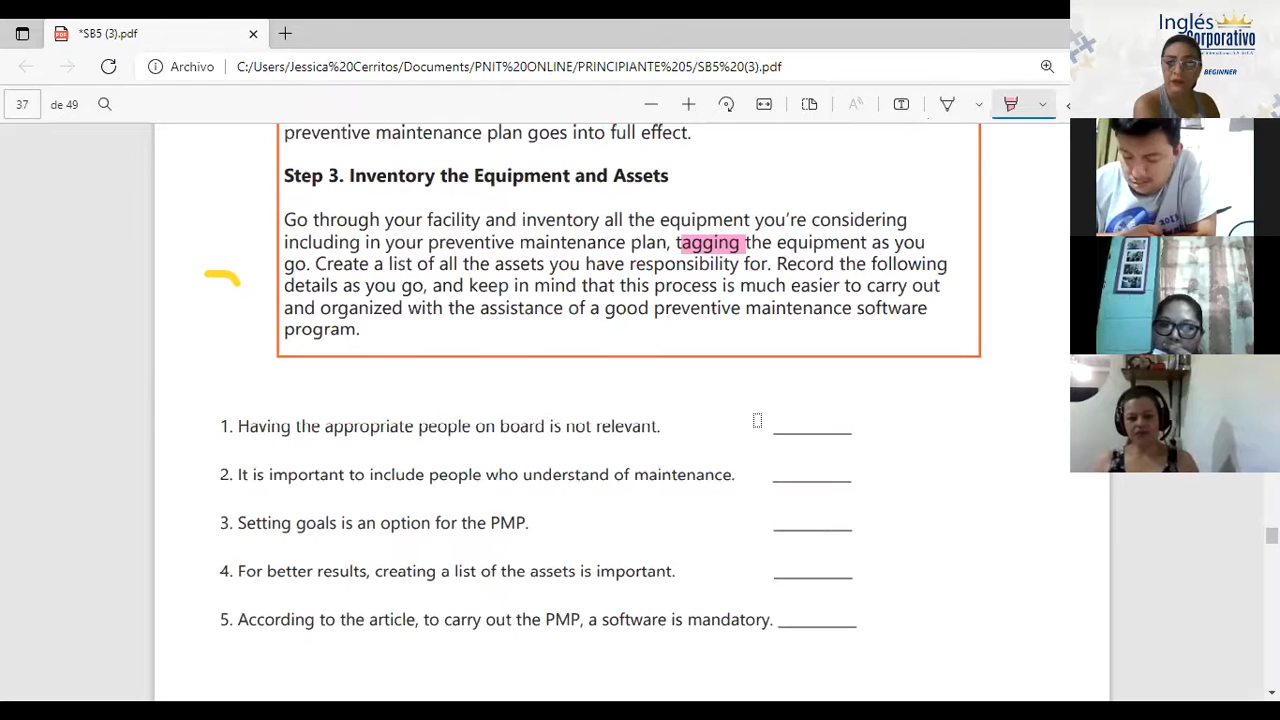 *SB5 (3).pdf
Archivo C:/Users/Jessica%20Cerritos/Documents/PNIT%20ONLINE/PRINCIPIANTE%205/SB5%20(3).pdf
37 de 49
preventive maintenance plan goes into full effect.
Step 3. Inventory the Equipment and Assets
Go through your facility and inventory all the equipment you’re considering
including in your preventive maintenance plan, tagging the equipment as you
go. Create a list of all the assets you have responsibility for. Record the following
details as you go, and keep in mind that this process is much easier to carry out
and organized with the assistance of a good preventive maintenance software
program.
1. Having the appropriate people on board is not relevant. ________
2. It is important to include people who understand of maintenance. ________
3. Setting goals is an option for the PMP. ________
4. For better results, creating a list of the assets is important. ________
5. According to the article, to carry out the PMP, a software is mandatory. ________
Inglés
Corporativo
BEGINNER